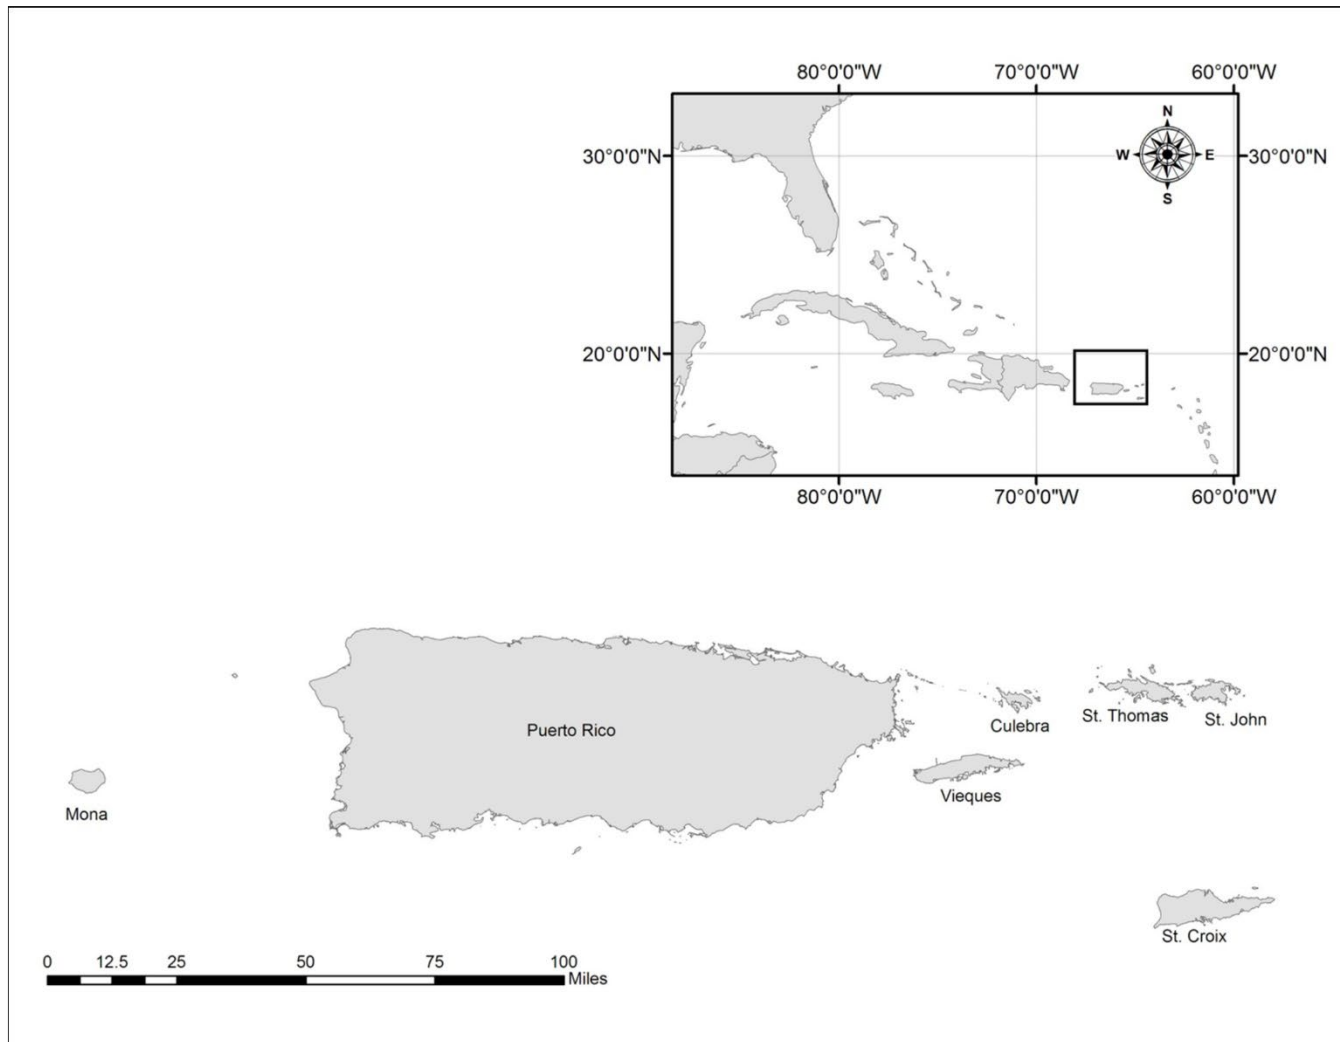 80°0'0"W 70°0'0"W 60°0'0"W
N
30°0'0"N W E 30°0'0"N
S
20°0'0"N 20°0'0"N
80°0'0"W 70°0'0"W 60°0'0"W
Puerto Rico
Culebra
St. Thomas
St. John
Mona
Vieques
St. Croix
0 12.5 25 50 75 100
Miles